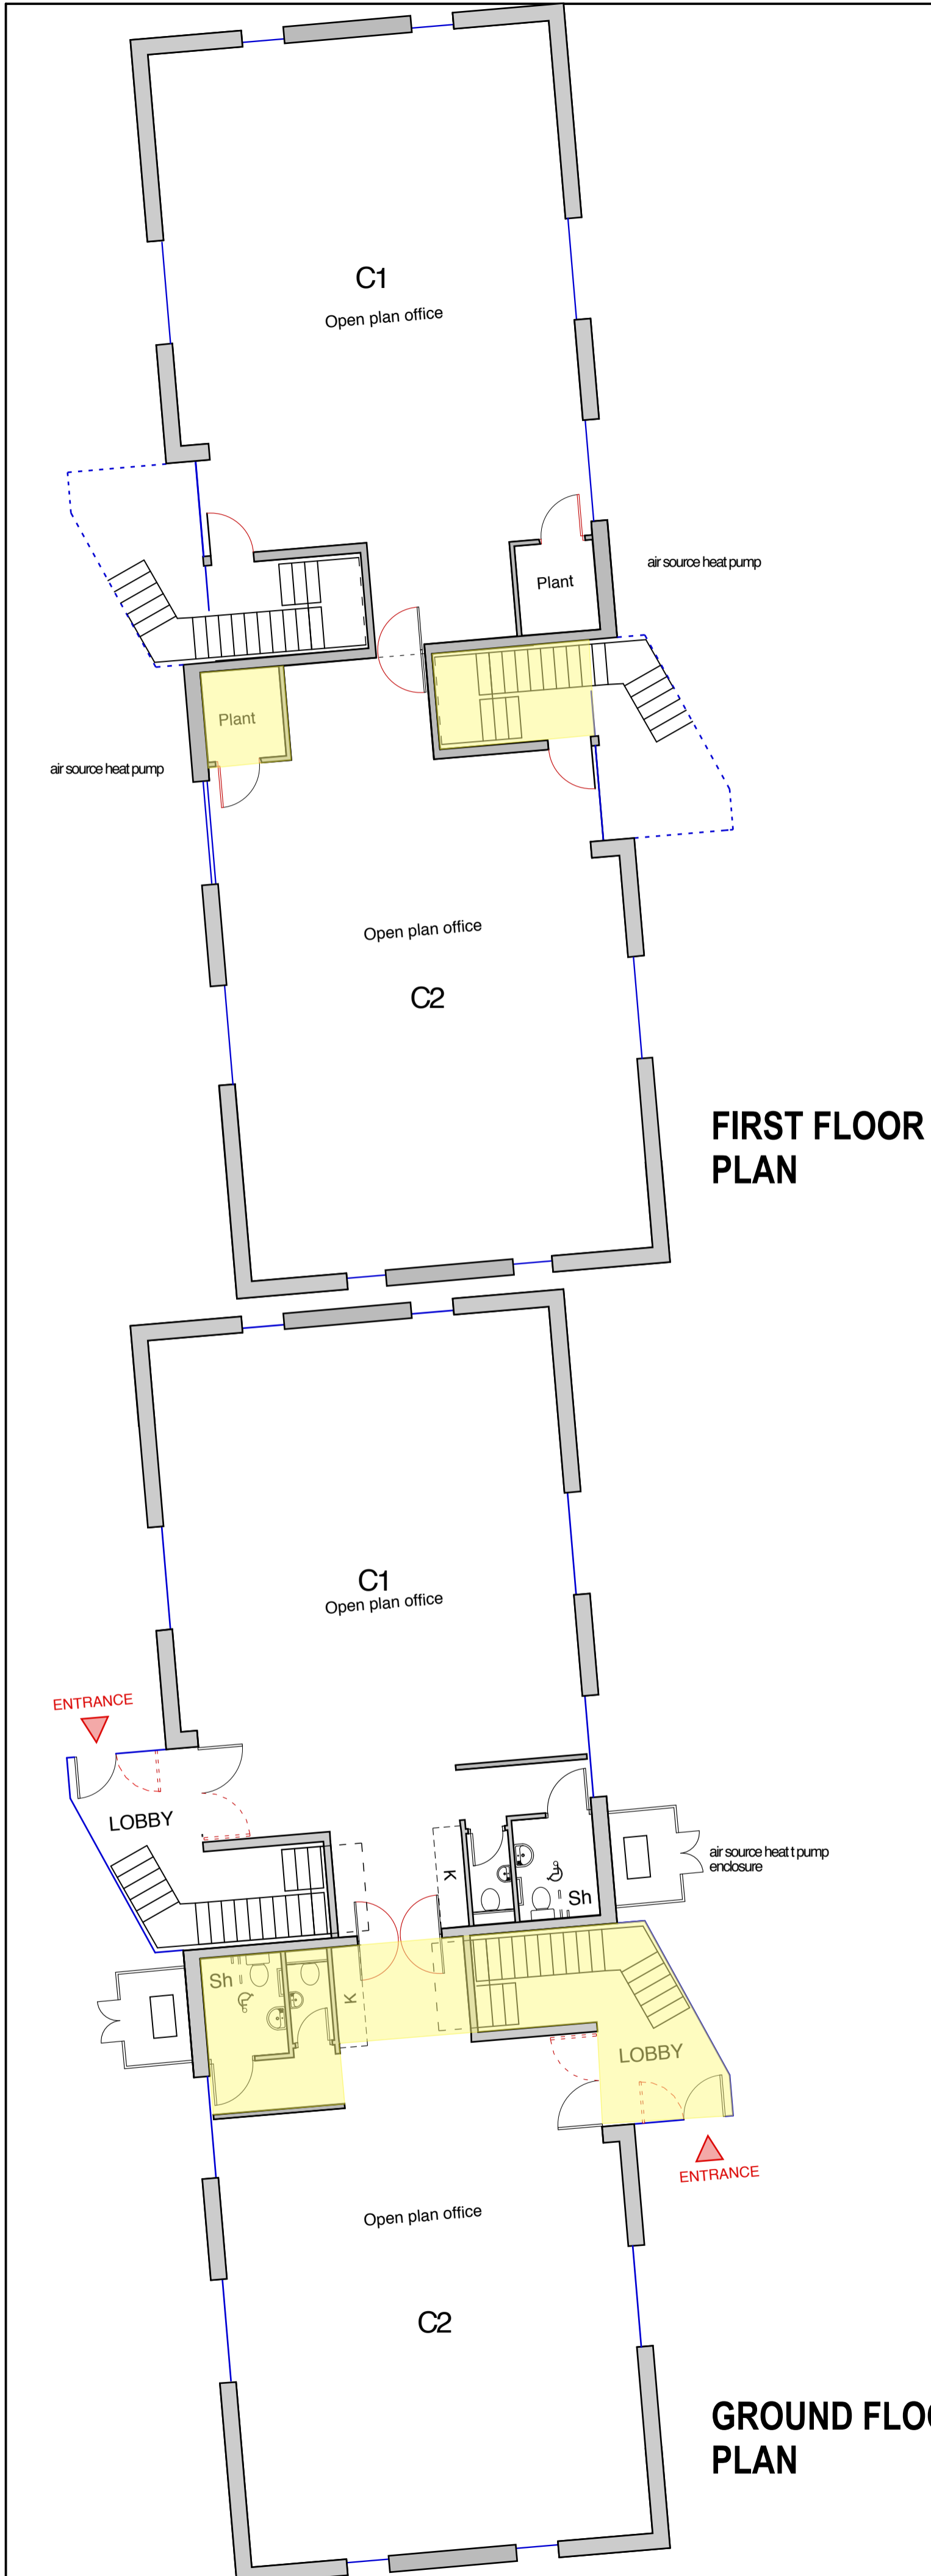 C1
Open plan office
air source heat pump
Plant
Plant
air source heat pump
Open plan office
C2
FIRST FLOOR
PLAN
C1
Open plan office
ENTRANCE
LOBBY
K
Sh
air source heat t pump
enclosure
Sh
K
LOBBY
ENTRANCE
Open plan office
C2
GROUND FLOO
PLAN